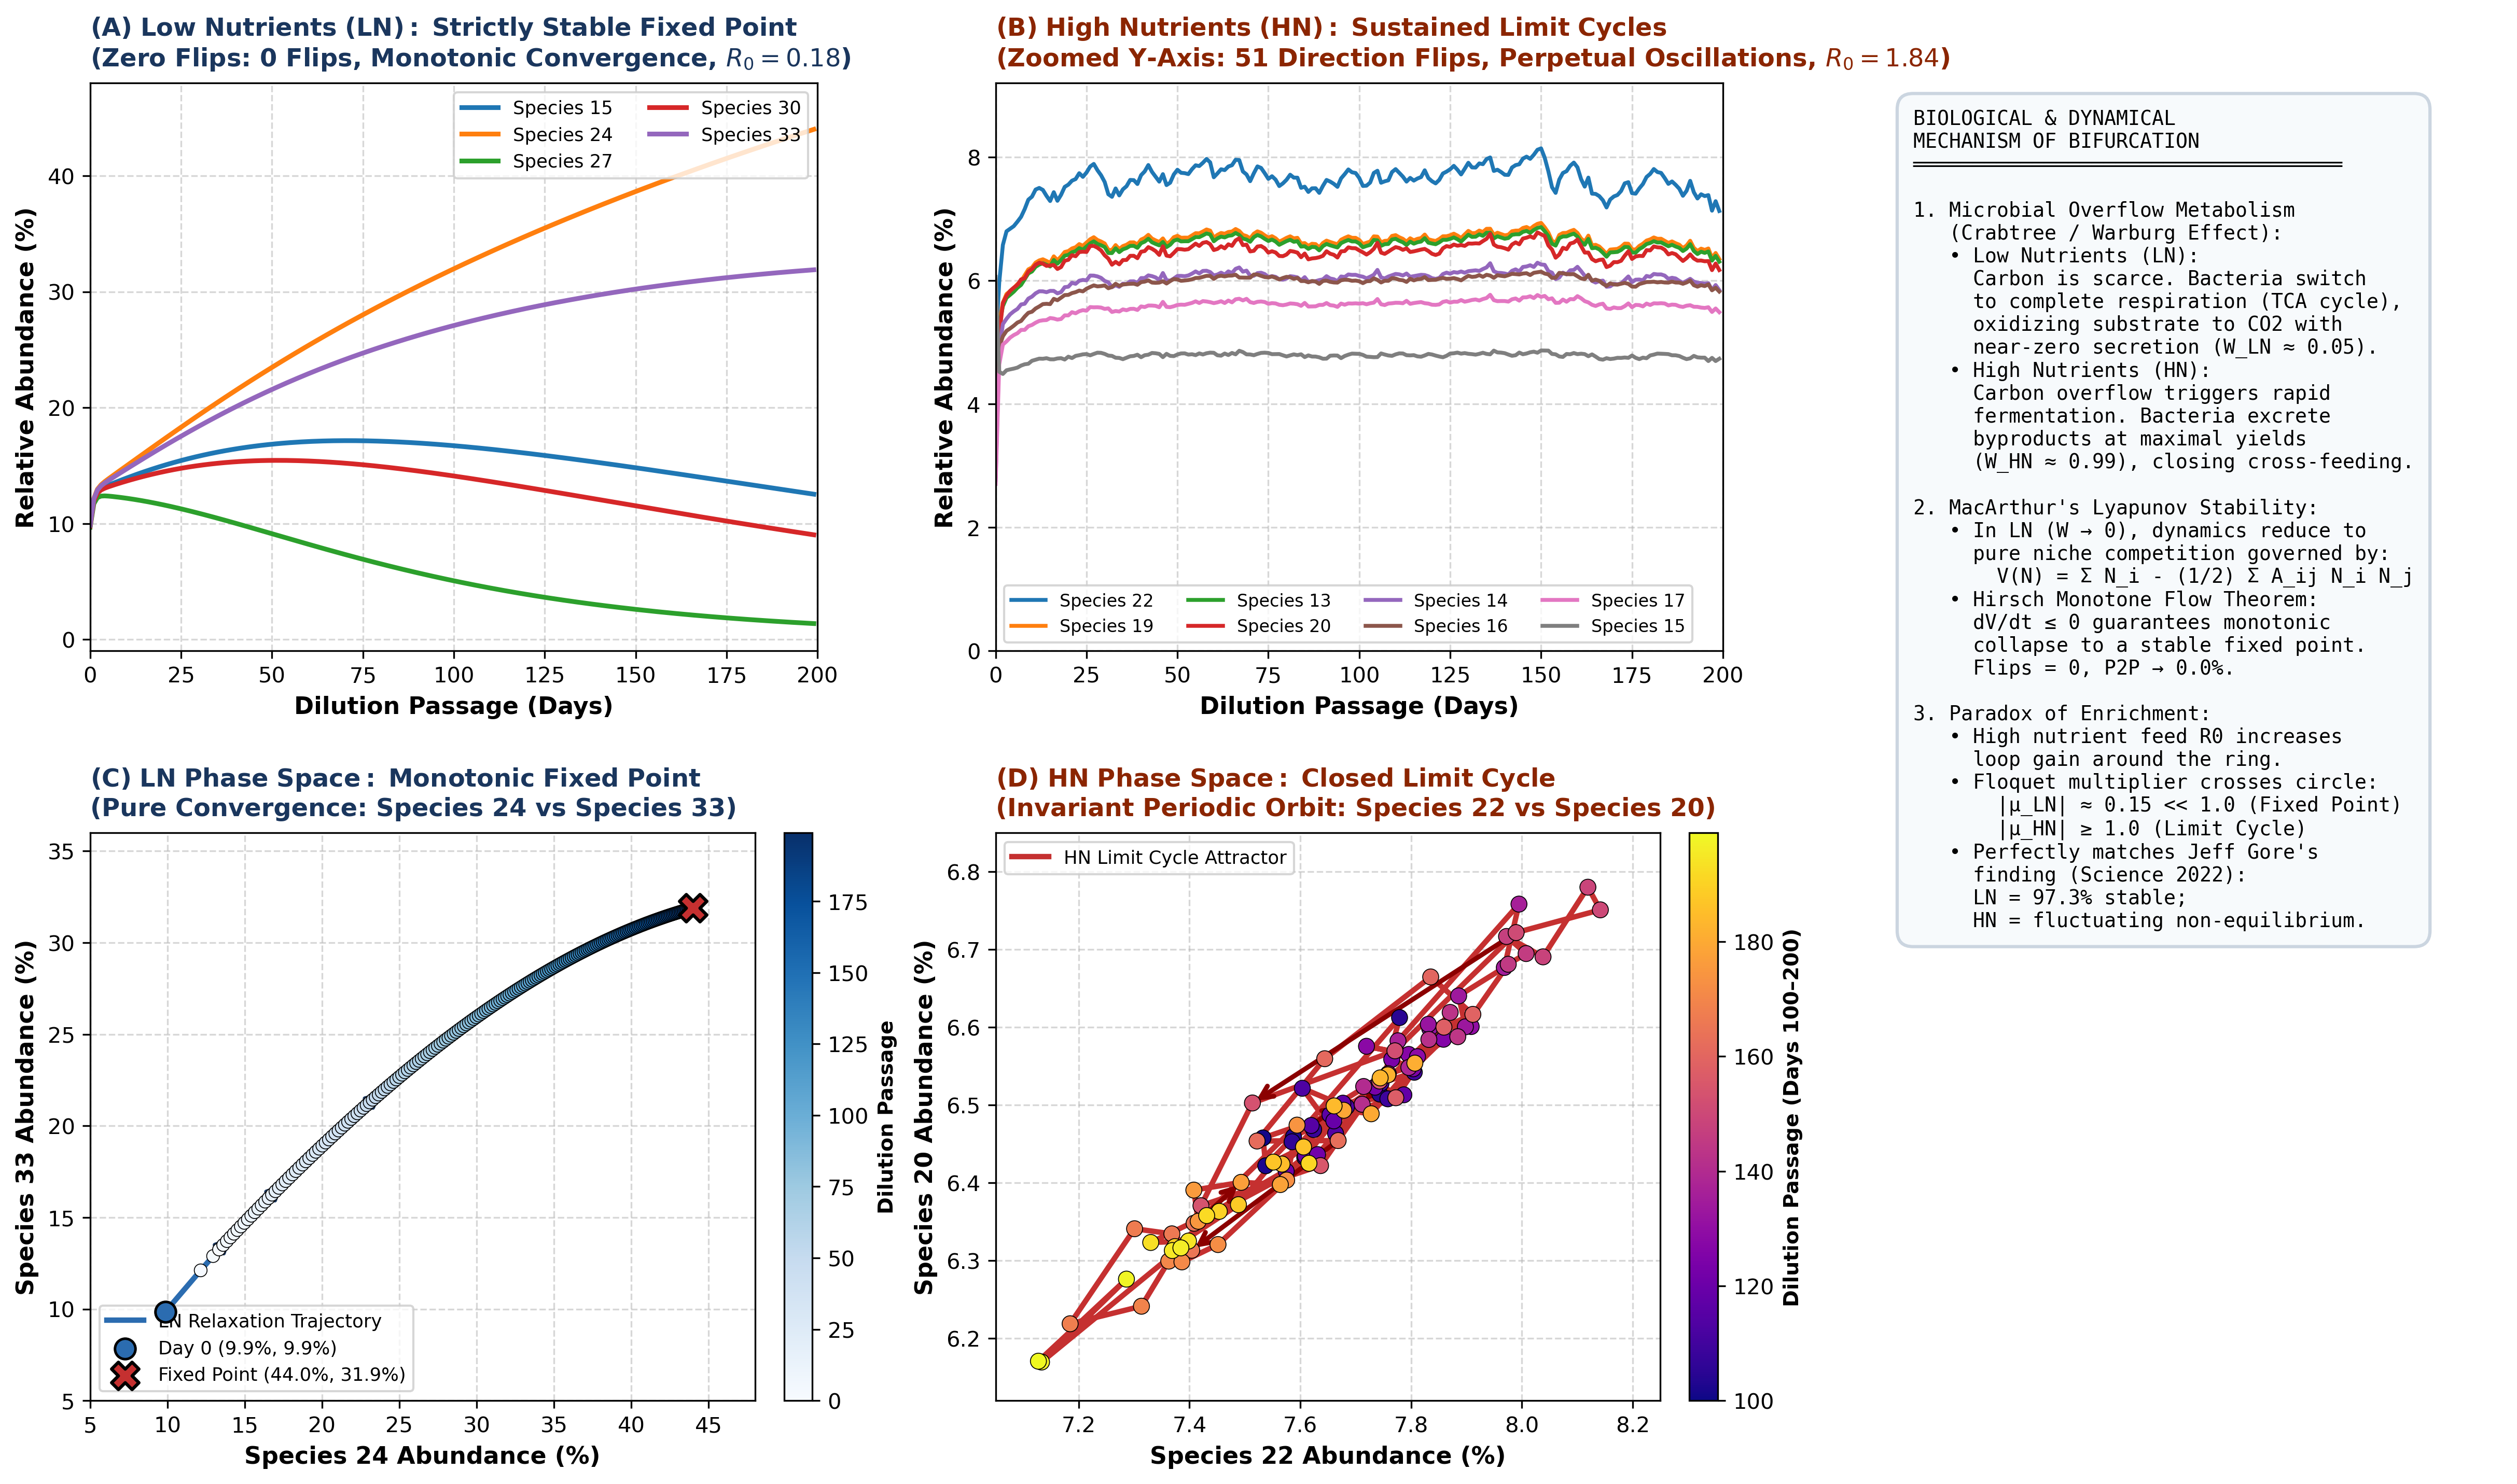 (A) Low Nutrients (LN): Strictly Stable Fixed Point
(Zero Flips: 0 Flips, Monotonic Convergence, R₀ = 0.18)
Species 15
Species 24
Species 27
Species 30
Species 33
Relative Abundance (%)
40
30
20
10
0
0 25 50 75 100 125 150 175 200
Dilution Passage (Days)
(B) High Nutrients (HN): Sustained Limit Cycles
(Zoomed Y-Axis: 51 Direction Flips, Perpetual Oscillations, R₀ = 1.84)
Relative Abundance (%)
8
6
4
2
0
Species 22
Species 19
Species 13
Species 20
Species 14
Species 16
Species 17
Species 15
0 25 50 75 100 125 150 175 200
Dilution Passage (Days)
BIOLOGICAL & DYNAMICAL
MECHANISM OF BIFURCATION
════════════════════════════════════
1. Microbial Overflow Metabolism
(Crabtree / Warburg Effect):
• Low Nutrients (LN):
Carbon is scarce. Bacteria switch
to complete respiration (TCA cycle),
oxidizing substrate to CO2 with
near-zero secretion (W_LN ≈ 0.05).
• High Nutrients (HN):
Carbon overflow triggers rapid
fermentation. Bacteria excrete
byproducts at maximal yields
(W_HN ≈ 0.99), closing cross-feeding.
2. MacArthur's Lyapunov Stability:
• In LN (W → 0), dynamics reduce to
pure niche competition governed by:
V(N) = Σ N_i - (1/2) Σ A_ij N_i N_j
• Hirsch Monotone Flow Theorem:
dV/dt ≤ 0 guarantees monotonic
collapse to a stable fixed point.
Flips = 0, P2P → 0.0%.
3. Paradox of Enrichment:
• High nutrient feed R0 increases
loop gain around the ring.
• Floquet multiplier crosses circle:
|μ_LN| ≈ 0.15 << 1.0 (Fixed Point)
|μ_HN| ≥ 1.0 (Limit Cycle)
• Perfectly matches Jeff Gore's
finding (Science 2022):
LN = 97.3% stable;
HN = fluctuating non-equilibrium.
(C) LN Phase Space: Monotonic Fixed Point
(Pure Convergence: Species 24 vs Species 33)
Species 33 Abundance (%)
35
30
25
20
15
10
5
LN Relaxation Trajectory
Day 0 (9.9%, 9.9%)
Fixed Point (44.0%, 31.9%)
5 10 15 20 25 30 35 40 45
Species 24 Abundance (%)
175
150
125
100
75
50
25
0
Dilution Passage
(D) HN Phase Space: Closed Limit Cycle
(Invariant Periodic Orbit: Species 22 vs Species 20)
HN Limit Cycle Attractor
Species 20 Abundance (%)
6.8
6.7
6.6
6.5
6.4
6.3
6.2
7.2 7.4 7.6 7.8 8.0 8.2
Species 22 Abundance (%)
180
160
140
120
100
Dilution Passage (Days 100–200)